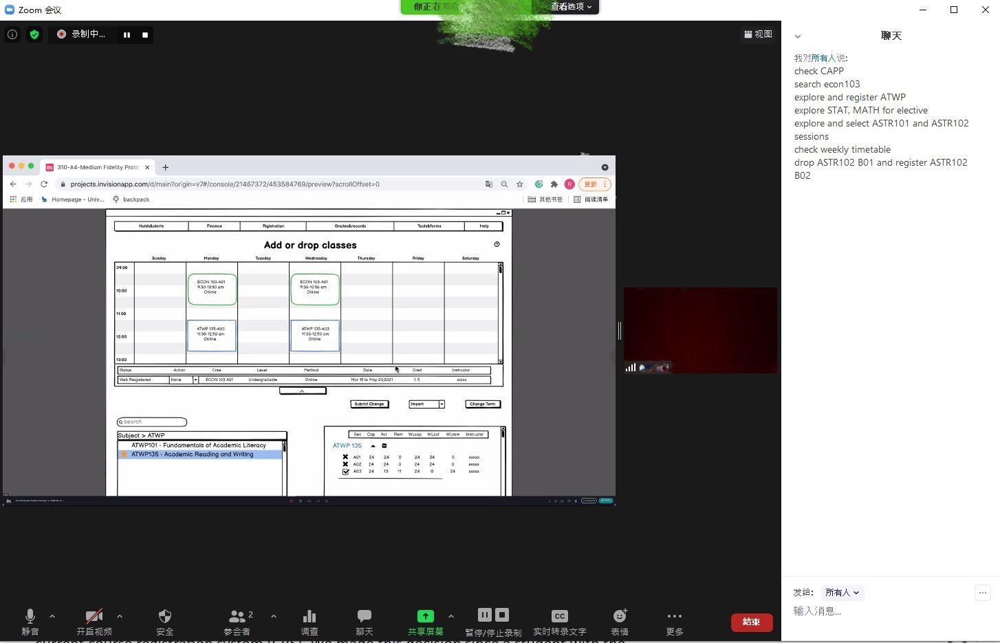 Zoom 会议
你正在观看
查看选项
录制中...
视图
聊天
我对所有人说:
check CAPP
search econ103
explore and register ATWP
explore STAT, MATH for elective
explore and select ASTR101 and ASTR102
sessions
check weekly timetable
drop ASTR102 B01 and register ASTR102
B02
310-A4-Medium Fidelity Proto
projects.invisionapp.com/d/main?origin=v7#/console/21467372/453584769/preview?scrollOffset=0
R
更新
应用
Homepage - Univ...
backpack
其他书签
阅读清单
Holds&alerts Finance Rigistration Grades&records Tools&forms Help
Add or drop classes
Sunday Monday Tuesday Wednesday Thursday Friday Saturday
09:00
ECON 103-A01 ECON 103-A01
9:30-10:50 am 9:30-10:50 am
10:00
Online Online
11:00
ATWP 135-A03 ATWP 135-A03
11:30-12:50 am 11:30-12:50 am
12:00
Online Online
13:00
Status Action Crse Level Method Date Cred Instructor
Web Reigistered None ECON 103 A01 Undergraduate Online Mar 15 to May 20,2021 1.5 xxxxx
Submit Change Import Change Term
search
Subject > ATWP
ATWP101 - Fundamentals of Academic Literacy
ATWP135 - Academic Reading and Writing
Sec Cap Act Rem WLcap WLact WLrem Instructor
ATWP 135
A01 24 24 0 24 24 0 xxxxx
A02 24 24 0 24 24 0 xxxxx
A03 24 13 11 24 0 24 xxxxx
in
发给: 所有人
输入消息...
2
CC
静音 开启视频 安全 参会者 调查 聊天 共享屏幕 暂停/停止录制 实时转录文字 表情 更多
结束